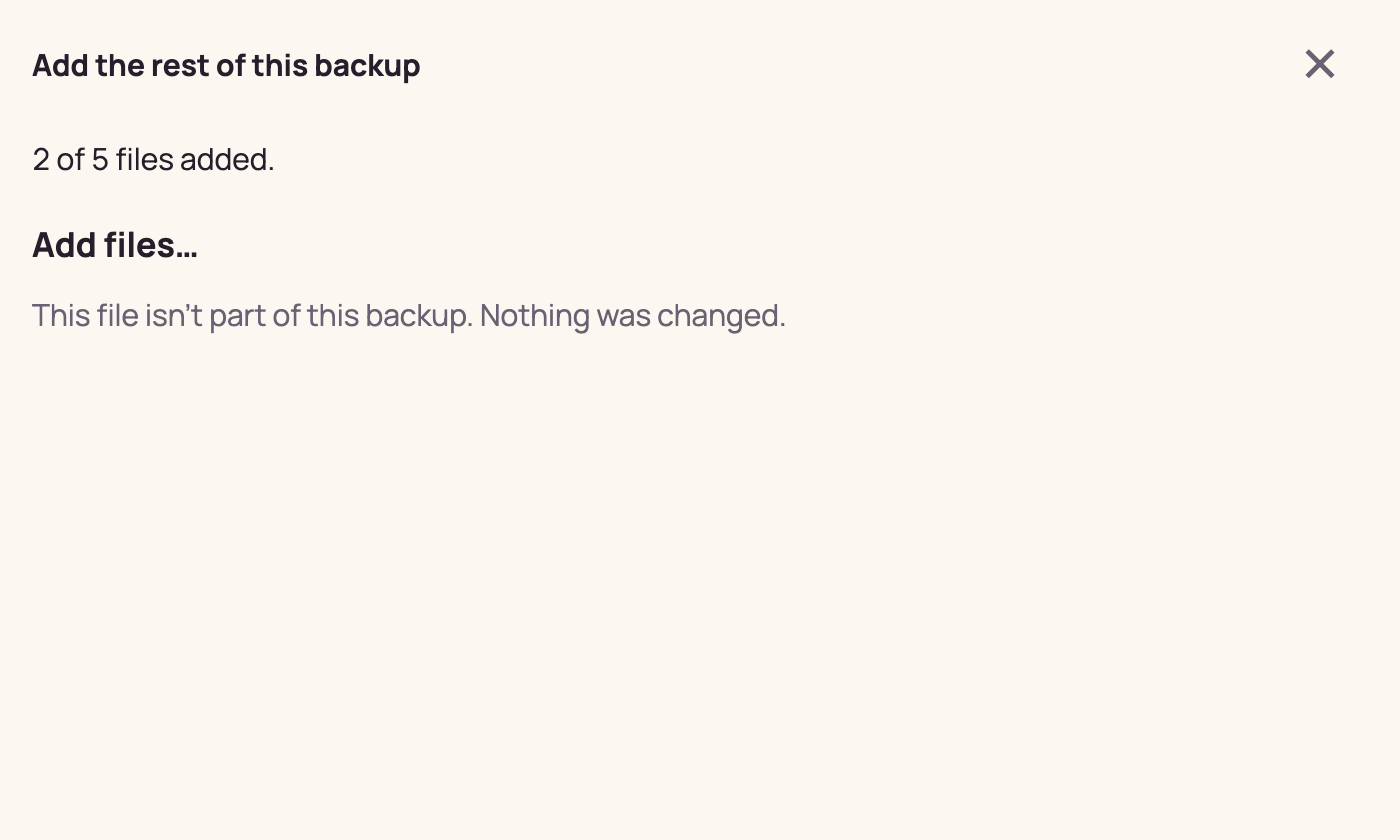 Add the rest of this backup
2 of 5 files added.
Add files…
This file isn’t part of this backup. Nothing was changed.